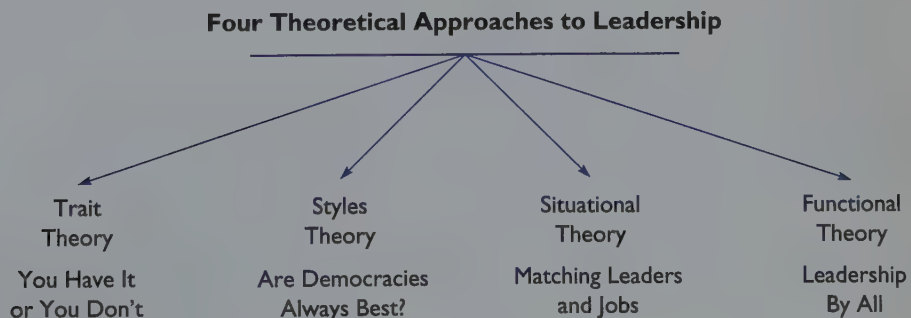 Four Theoretical Approaches to Leadership
Trait
Theory
You Have It
or You Don't
Styles
Theory
Are Democracies
Always Best?
Situational
Theory
Matching Leaders
and Jobs
Functional
Theory
Leadership
By All